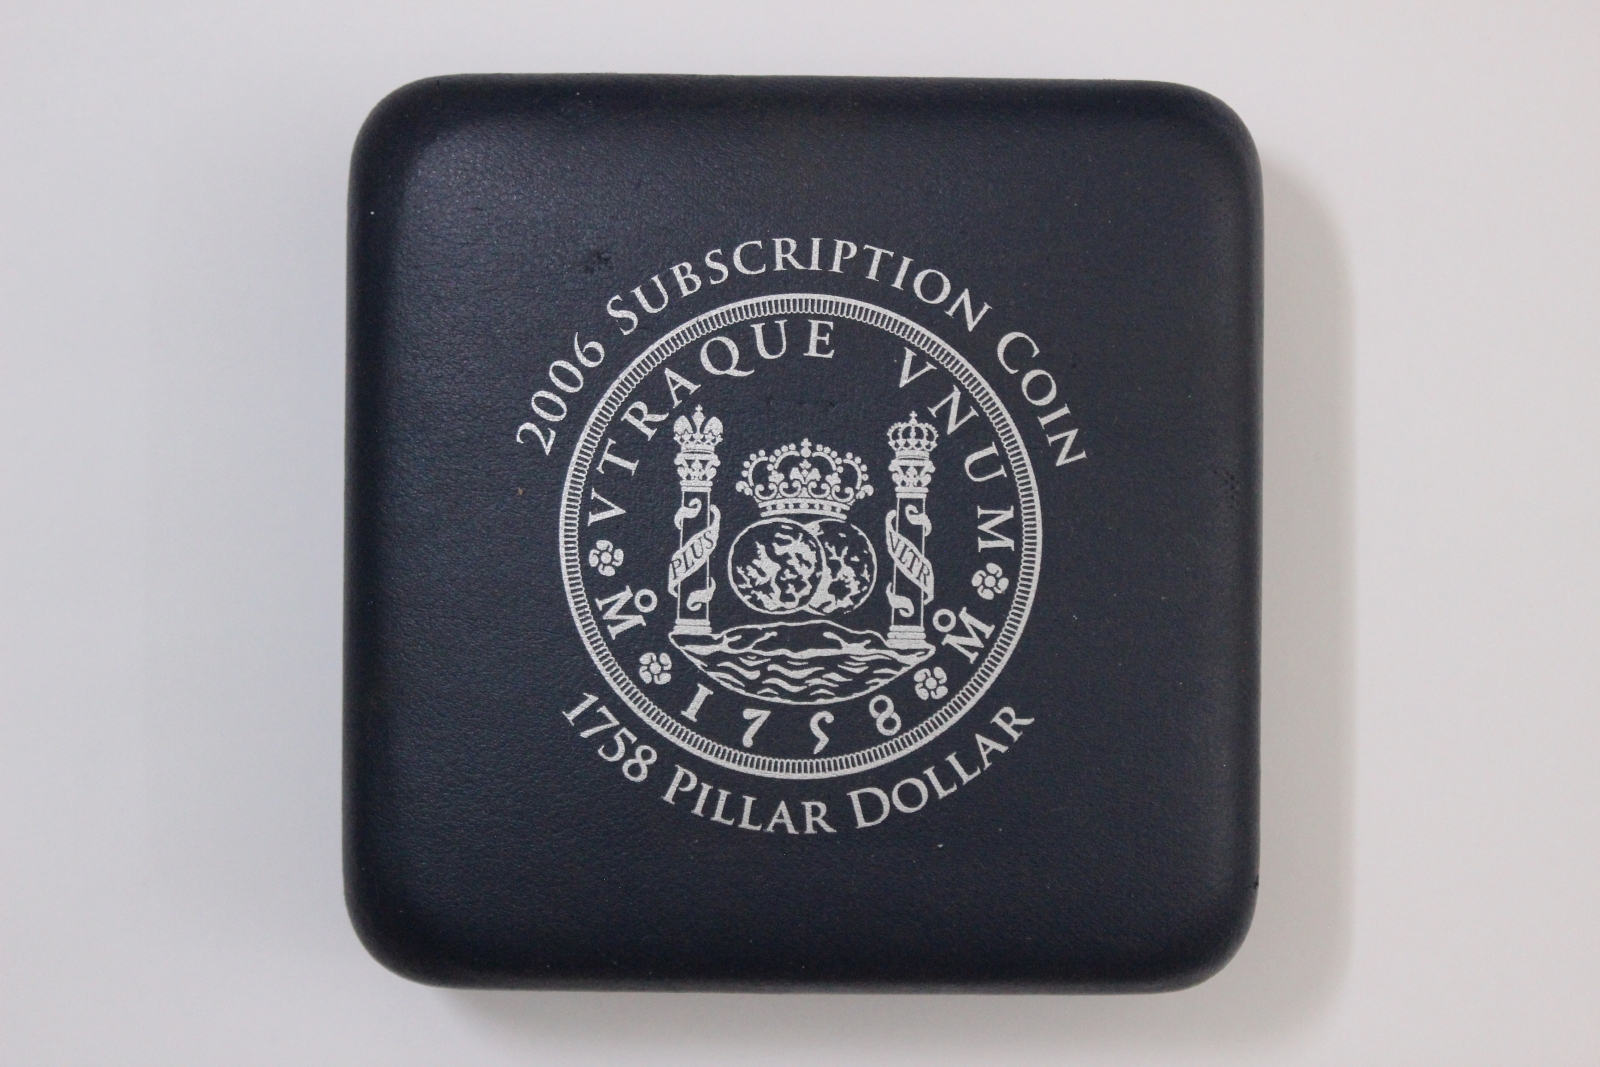 2006 SUBSCRIPTION COIN
VTRAQUE VNUM
PLUS
VLTR
M̊
M̊
1758
1758 PILLAR DOLLAR